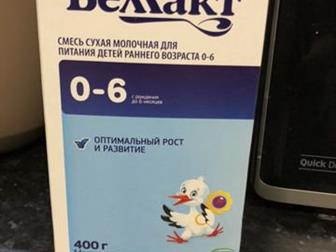 Беллакт
СМЕСЬ СУХАЯ МОЛОЧНАЯ ДЛЯ
ПИТАНИЯ ДЕТЕЙ РАННЕГО ВОЗРАСТА 0-6
0-6
с рождения
до 6 месяцев
ОПТИМАЛЬНЫЙ РОСТ
И РАЗВИТИЕ
400 г
Quick D